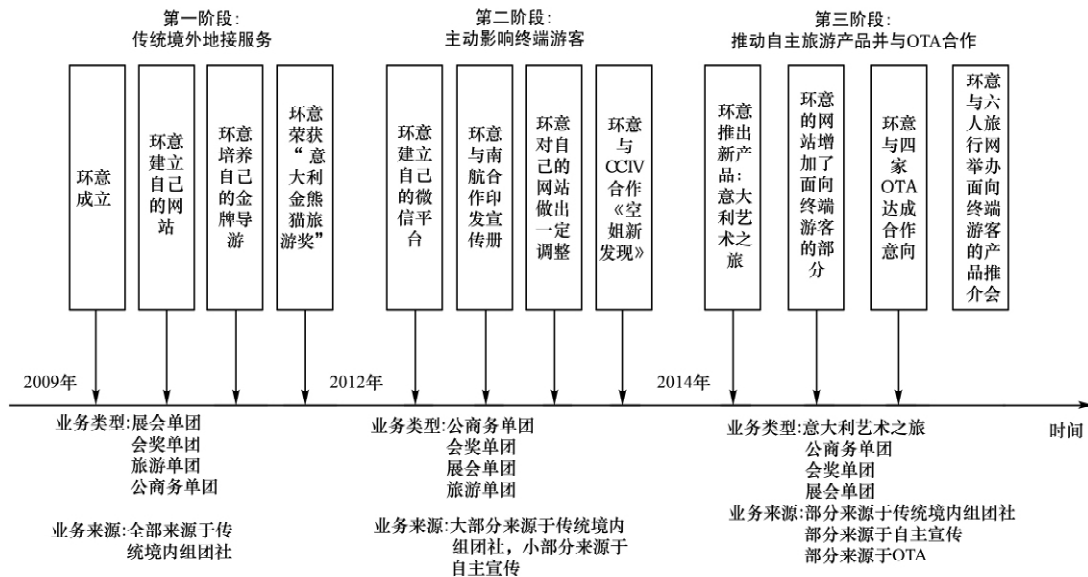 第一阶段：
传统境外地接服务
第二阶段：
主动影响终端游客
第三阶段：
推动自主旅游产品并与OTA合作
环意
成立
环意
建立
自己
的网
站
环意
培养
自己
的金
牌导
游
环意
荣获
“意
大利
金熊
猫旅
游奖”
环意
建立
自己
的微
信平
台
环意
与南
航合
作印
发宣
传册
环意
对自
己的
网站
做出
一定
调整
环意
与
CCTV
合作
《空
姐新
发现》
环意
推出
新产
品：
意大
利艺
术之
旅
环意
的网
站增
加了
面向
终端
游客
的部
分
环意
与四
家
OTA
达成
合作
意向
环意
与六
人旅
行网
举办
面向
终端
游客
的产
品推
介会
2009年
2012年
2014年
时间
业务类型:展会单团
会奖单团
旅游单团
公商务单团
业务来源:全部来源于传
统境内组团社
业务类型:公商务单团
会奖单团
展会单团
旅游单团
业务来源:大部分来源于传统境内
组团社，小部分来源于
自主宣传
业务类型:意大利艺术之旅
公商务单团
会奖单团
展会单团
业务来源:部分来源于传统境内组团社
部分来源于自主宣传
部分来源于OTA